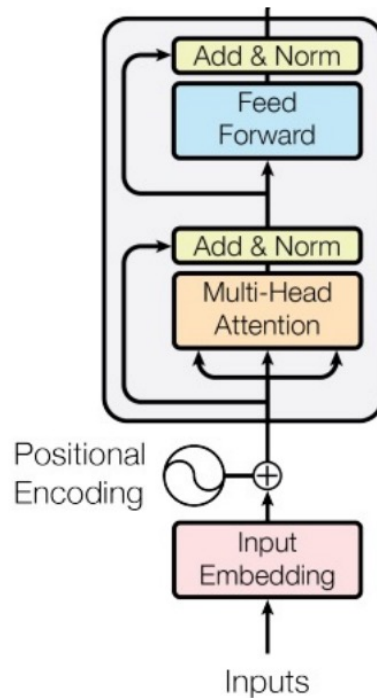 Add & Norm
Feed
Forward
Add & Norm
Multi-Head
Attention
Positional
Encoding
Input
Embedding
Inputs